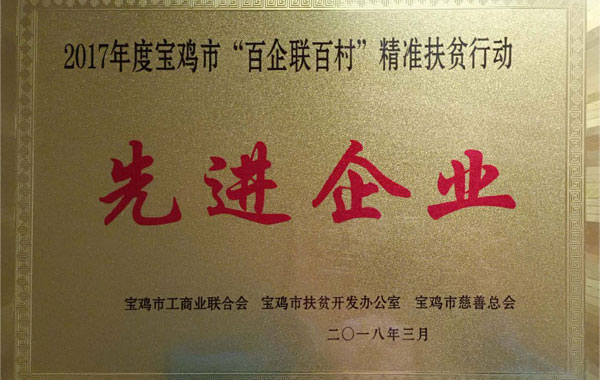 2017年度宝鸡市“百企联百村”精准扶贫行动
先进企业
宝鸡市工商业联合会 宝鸡市扶贫开发办公室 宝鸡市慈善总会
二〇一八年三月